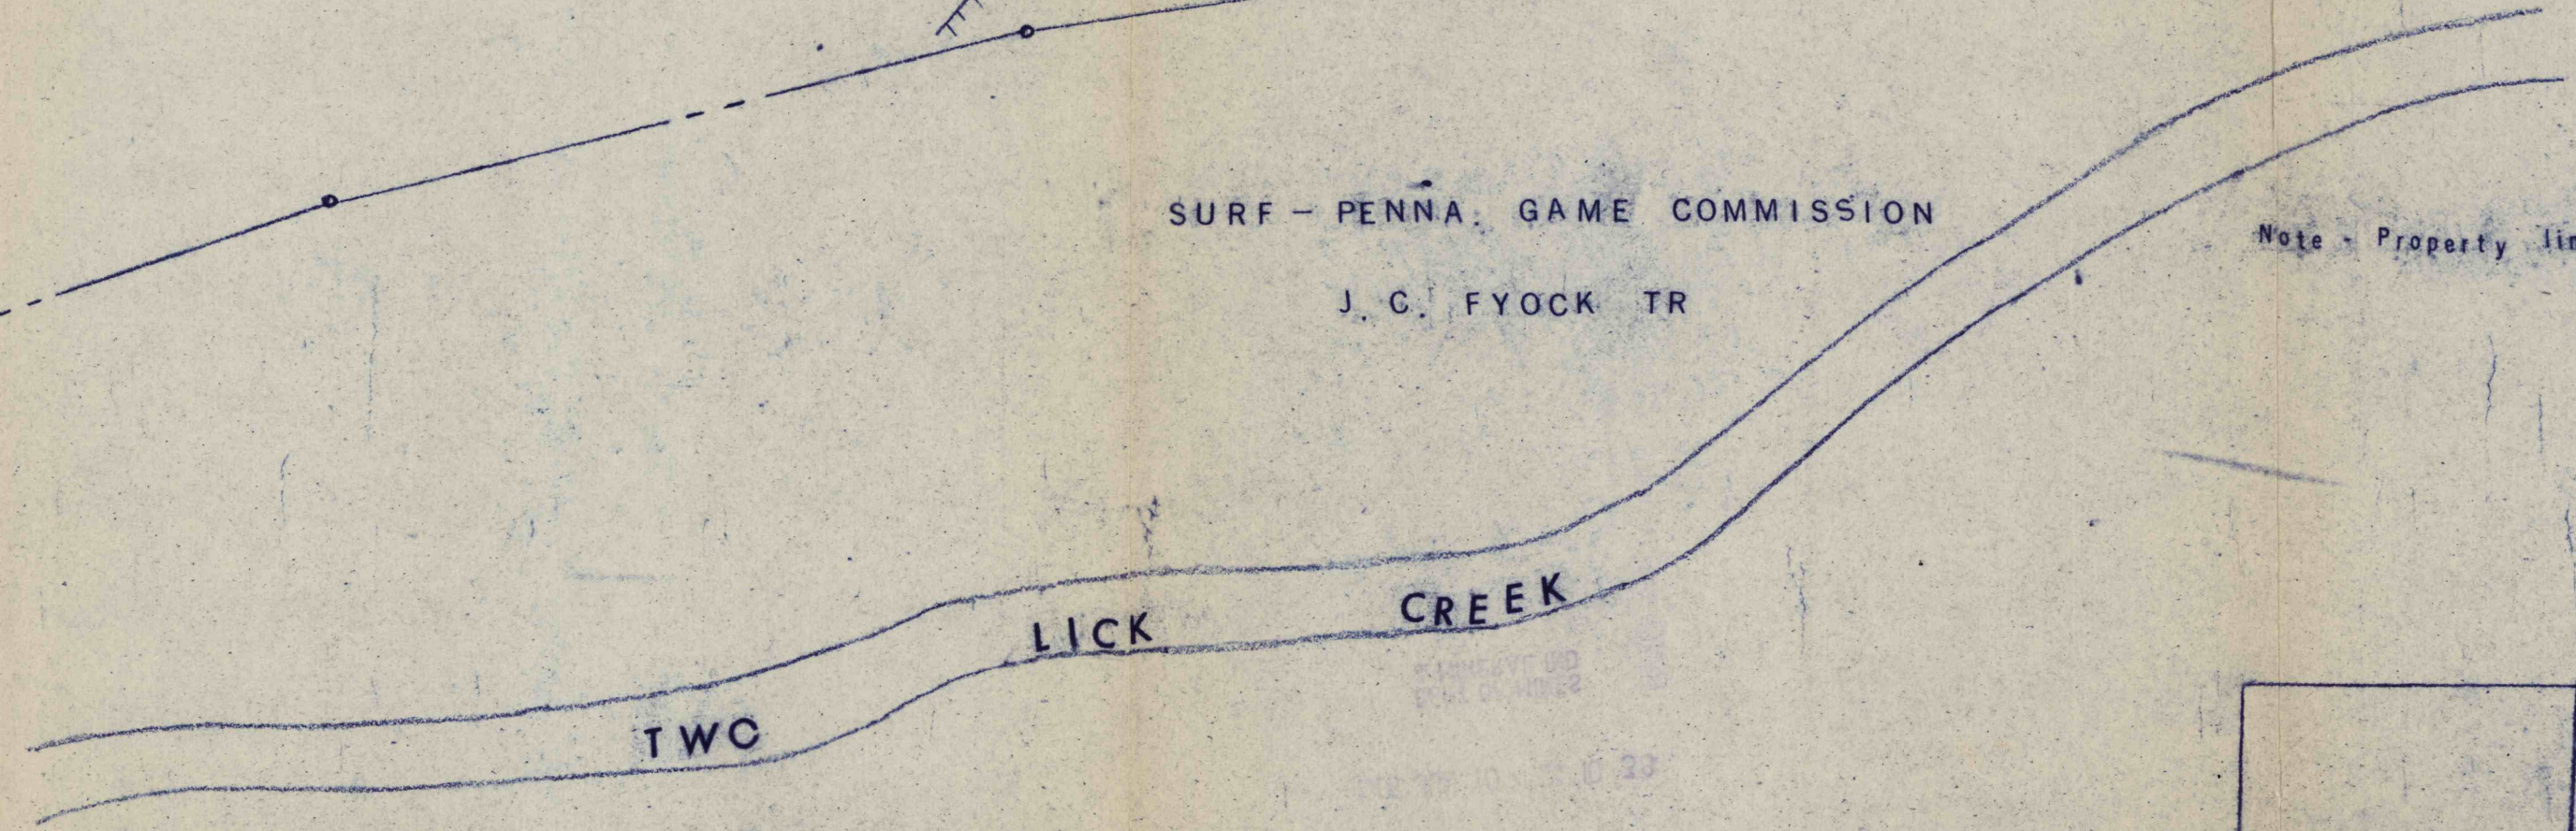 SURF - PENNA. GAME COMMISSION
Note - Property
J. C. FYOCK TR
TWO LICK CREEK